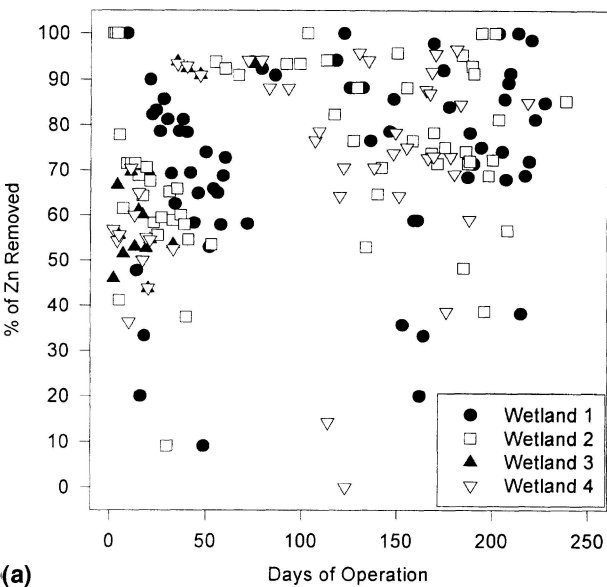 100
90
80
70
60
50
40
30
20
10
0
% of Zn Removed
Wetland 1
Wetland 2
Wetland 3
Wetland 4
0 50 100 150 200 250
(a) Days of Operation